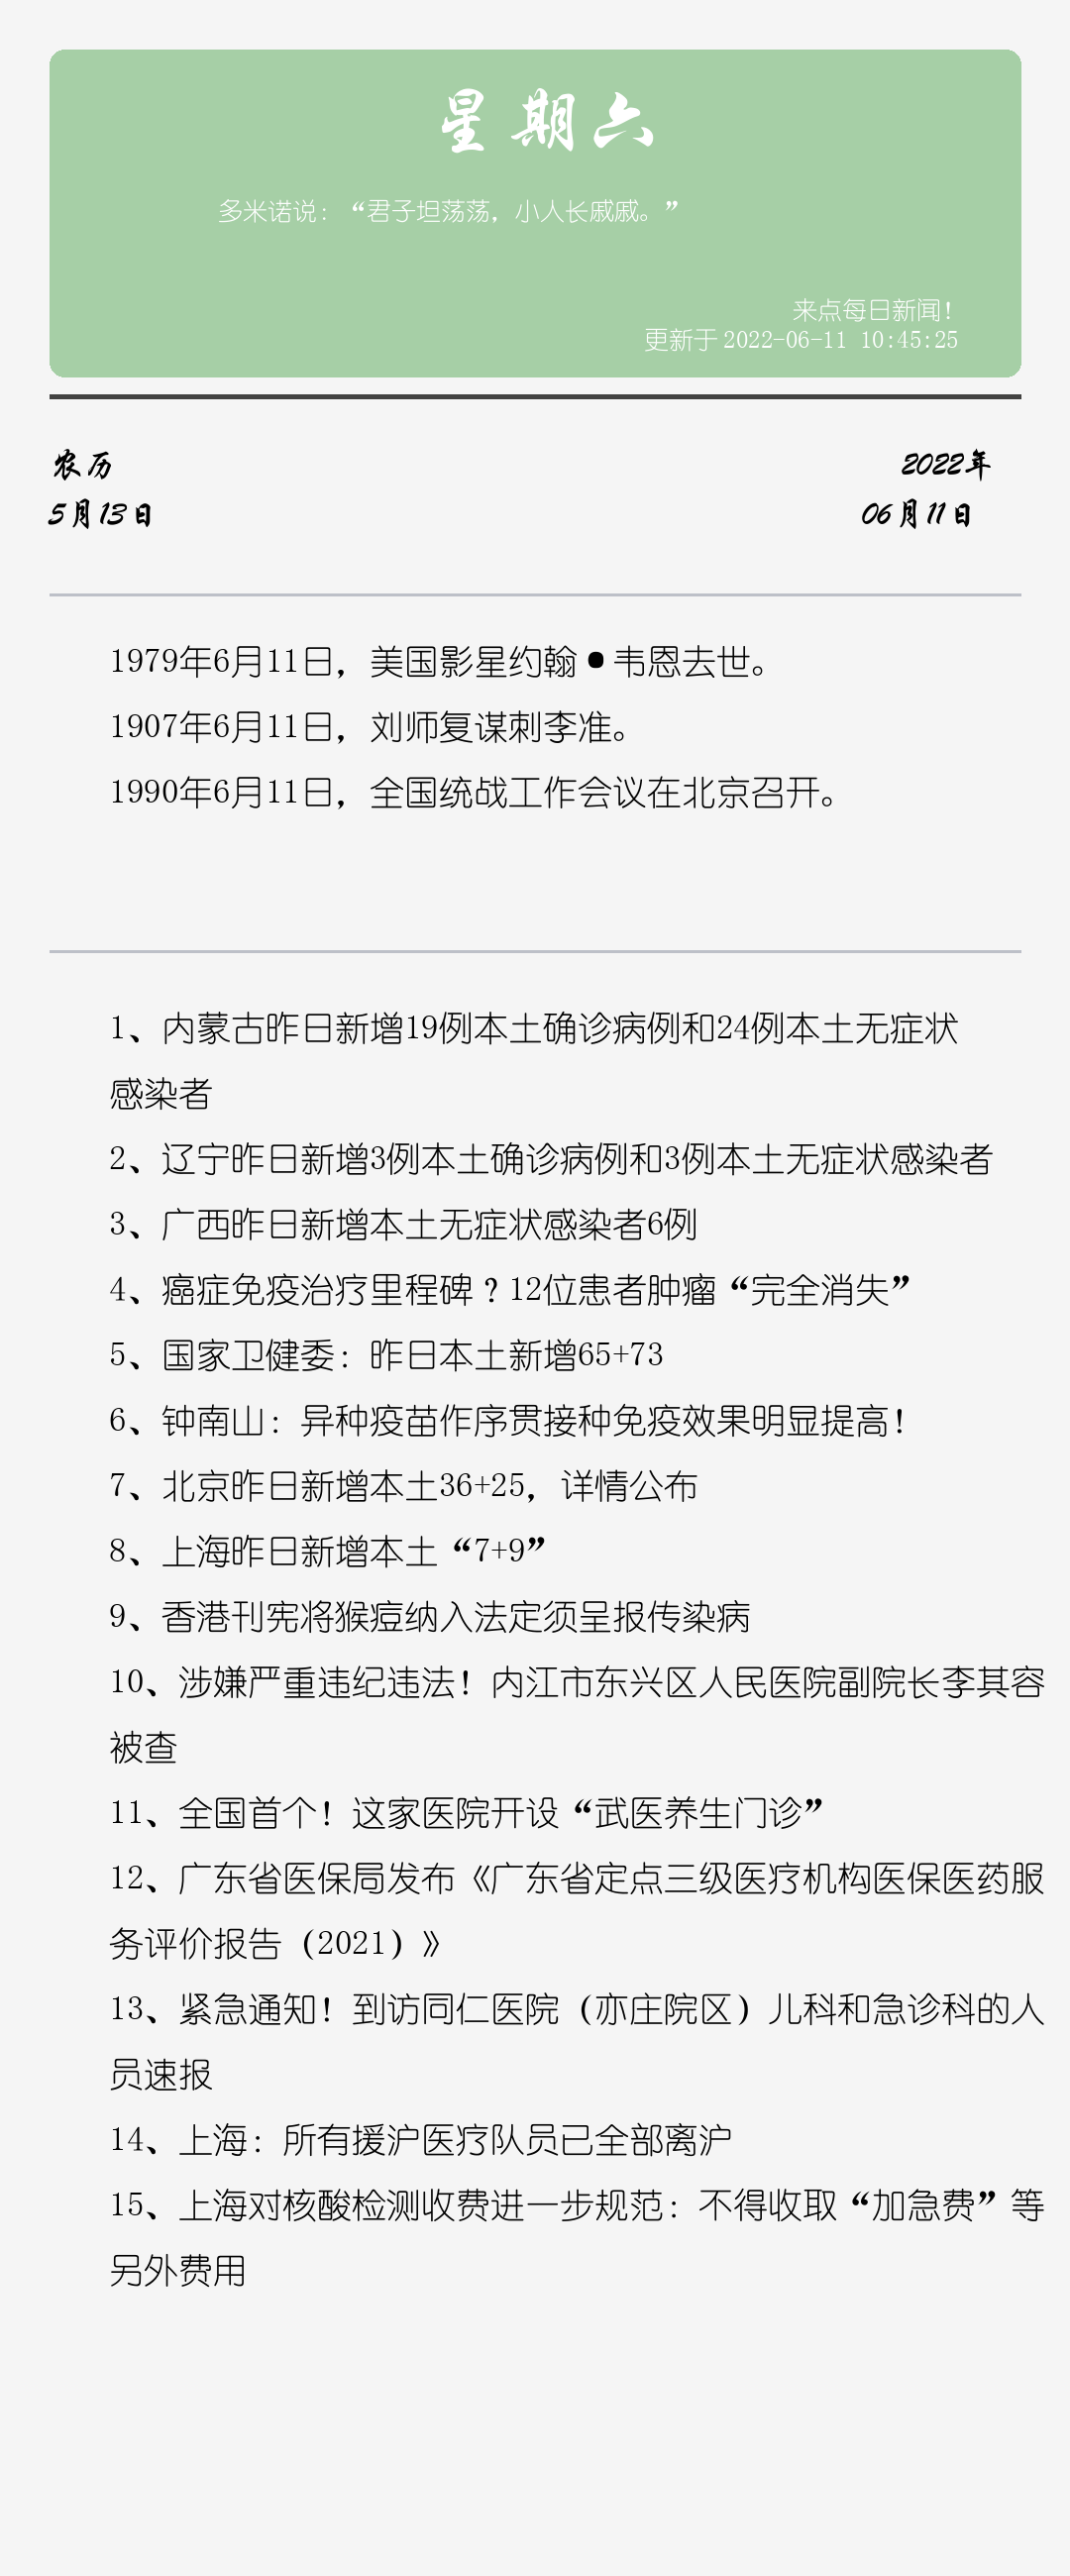 星期六
多米诺说：“君子坦荡荡，小人长戚戚。”
来点每日新闻！
更新于 2022-06-11 10:45:25
农历
5月13日
2022年
06月11日
1979年6月11日，美国影星约翰•韦恩去世。
1907年6月11日，刘师复谋刺李准。
1990年6月11日，全国统战工作会议在北京召开。
1、内蒙古昨日新增19例本土确诊病例和24例本土无症状
感染者
2、辽宁昨日新增3例本土确诊病例和3例本土无症状感染者
3、广西昨日新增本土无症状感染者6例
4、癌症免疫治疗里程碑？12位患者肿瘤“完全消失”
5、国家卫健委：昨日本土新增65+73
6、钟南山：异种疫苗作序贯接种免疫效果明显提高！
7、北京昨日新增本土36+25，详情公布
8、上海昨日新增本土“7+9”
9、香港刊宪将猴痘纳入法定须呈报传染病
10、涉嫌严重违纪违法！内江市东兴区人民医院副院长李其容
被查
11、全国首个！这家医院开设“武医养生门诊”
12、广东省医保局发布《广东省定点三级医疗机构医保医药服
务评价报告（2021）》
13、紧急通知！到访同仁医院（亦庄院区）儿科和急诊科的人
员速报
14、上海：所有援沪医疗队员已全部离沪
15、上海对核酸检测收费进一步规范：不得收取“加急费”等
另外费用